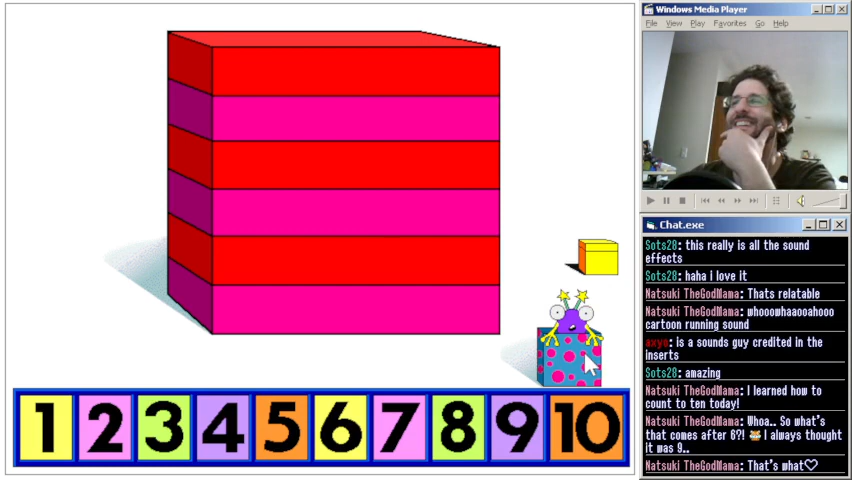 Windows Media Player
File View Play Favorites Go Help
Chat.exe
Sots28: this really is all the sound
effects
Sots28: haha i love it
Natsuki TheGodMama: Thats relatable
Natsuki TheGodMama: whooowhaaooahooo
cartoon running sound
axyo: is a sounds guy credited in the
inserts
Sots28: amazing
Natsuki TheGodMama: I learned how to
count to ten today!
Natsuki TheGodMama: Whoa.. So what's
that comes after 6?! I always thought
it was 9..
Natsuki TheGodMama: That's what♡
1 2 3 4 5 6 7 8 9 10